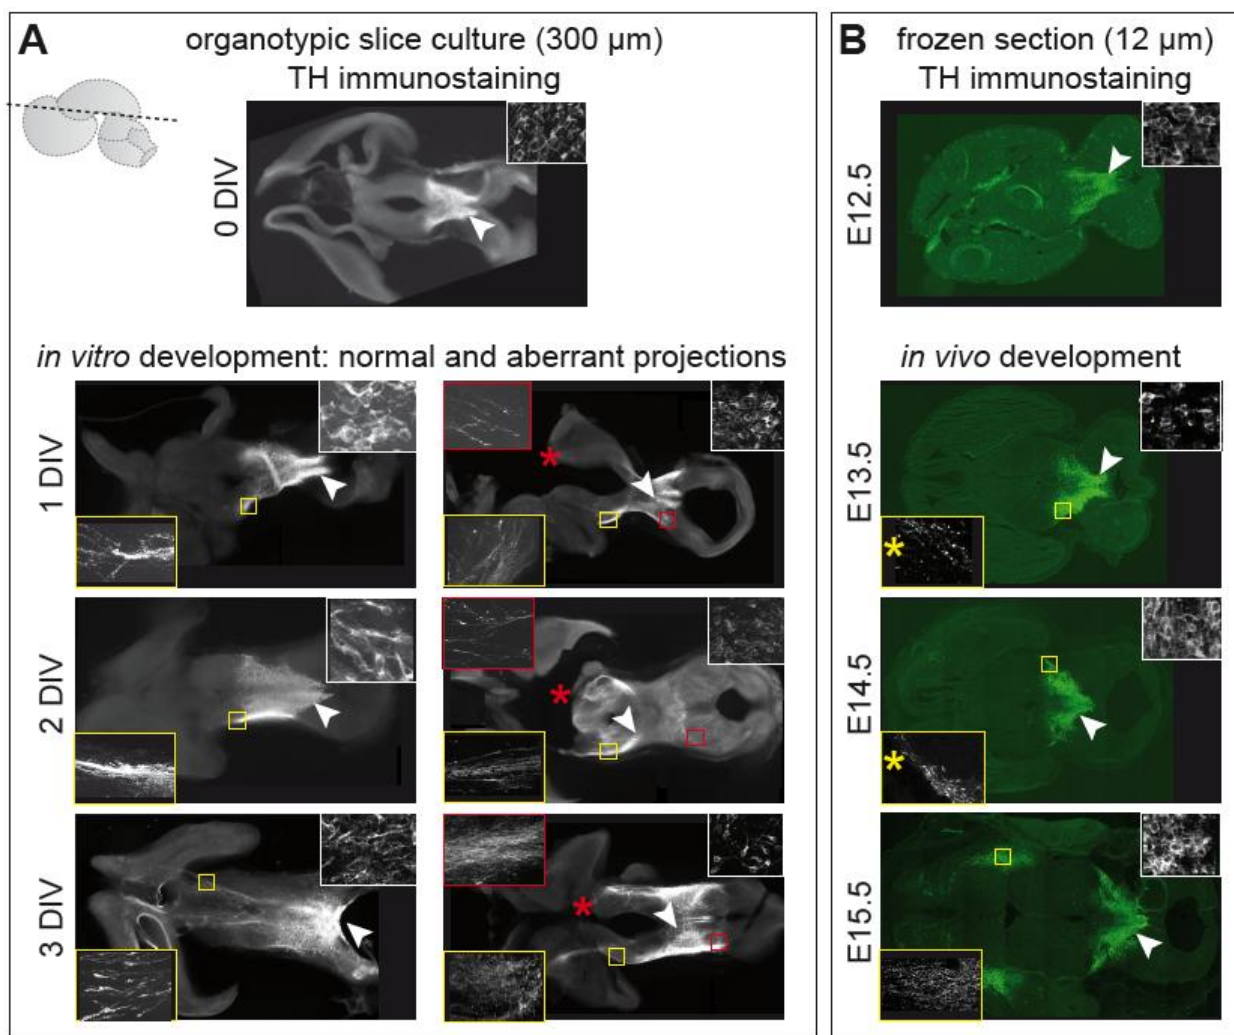 A
organotypic slice culture (300 µm)
TH immunostaining
0 DIV
in vitro development: normal and aberrant projections
1 DIV
*
2 DIV
*
3 DIV
*
B
frozen section (12 µm)
TH immunostaining
E12.5
in vivo development
E13.5
*
E14.5
*
E15.5